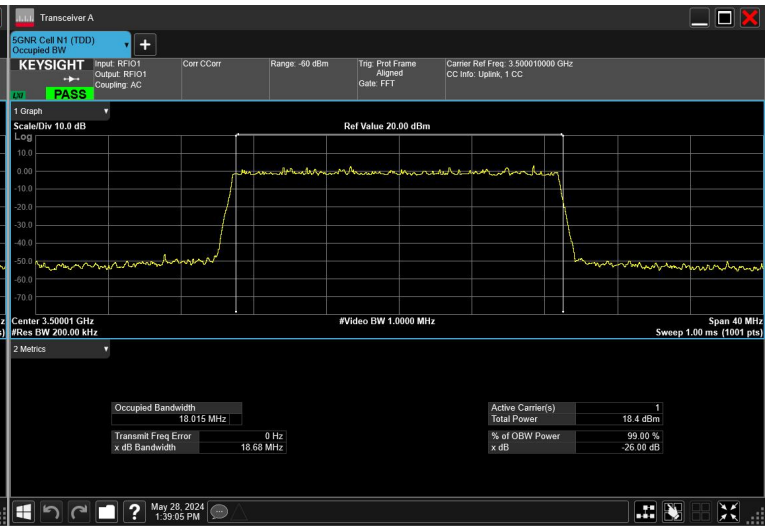 Transceiver A
5GNR Cell N1 (TDD)
Occupied BW
+
KEYSIGHT
LXI
PASS
Input: RFIO1
Output: RFIO1
Coupling: AC
Corr CCorr
Range: -60 dBm
Trig: Prot Frame
Aligned
Gate: FFT
Carrier Ref Freq: 3.500010000 GHz
CC Info: Uplink, 1 CC
1 Graph
Scale/Div 10.0 dB
Ref Value 20.00 dBm
Log
10.0
0.00
-10.0
-20.0
-30.0
-40.0
-50.0
-60.0
-70.0
z
s)
Center 3.50001 GHz
#Video BW 1.0000 MHz
Span 40 MHz
#Res BW 200.00 kHz
Sweep 1.00 ms (1001 pts)
2 Metrics
Occupied Bandwidth
18.015 MHz
Transmit Freq Error 0 Hz
x dB Bandwidth 18.68 MHz
Active Carrier(s) 1
Total Power 18.4 dBm
% of OBW Power 99.00 %
x dB -26.00 dB
?
May 28, 2024
1:39:05 PM